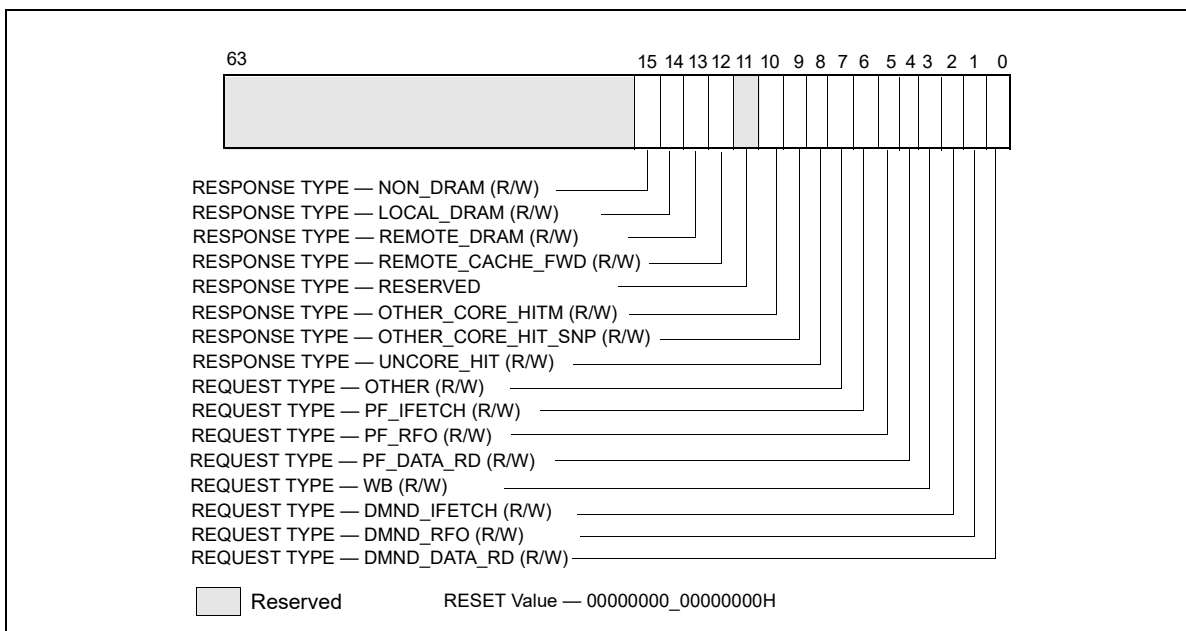 63 15 14 13 12 11 10 9 8 7 6 5 4 3 2 1 0
RESPONSE TYPE — NON_DRAM (R/W)
RESPONSE TYPE — LOCAL_DRAM (R/W)
RESPONSE TYPE — REMOTE_DRAM (R/W)
RESPONSE TYPE — REMOTE_CACHE_FWD (R/W)
RESPONSE TYPE — RESERVED
RESPONSE TYPE — OTHER_CORE_HITM (R/W)
RESPONSE TYPE — OTHER_CORE_HIT_SNP (R/W)
RESPONSE TYPE — UNCORE_HIT (R/W)
REQUEST TYPE — OTHER (R/W)
REQUEST TYPE — PF_IFETCH (R/W)
REQUEST TYPE — PF_RFO (R/W)
REQUEST TYPE — PF_DATA_RD (R/W)
REQUEST TYPE — WB (R/W)
REQUEST TYPE — DMND_IFETCH (R/W)
REQUEST TYPE — DMND_RFO (R/W)
REQUEST TYPE — DMND_DATA_RD (R/W)
Reserved RESET Value — 00000000_00000000H